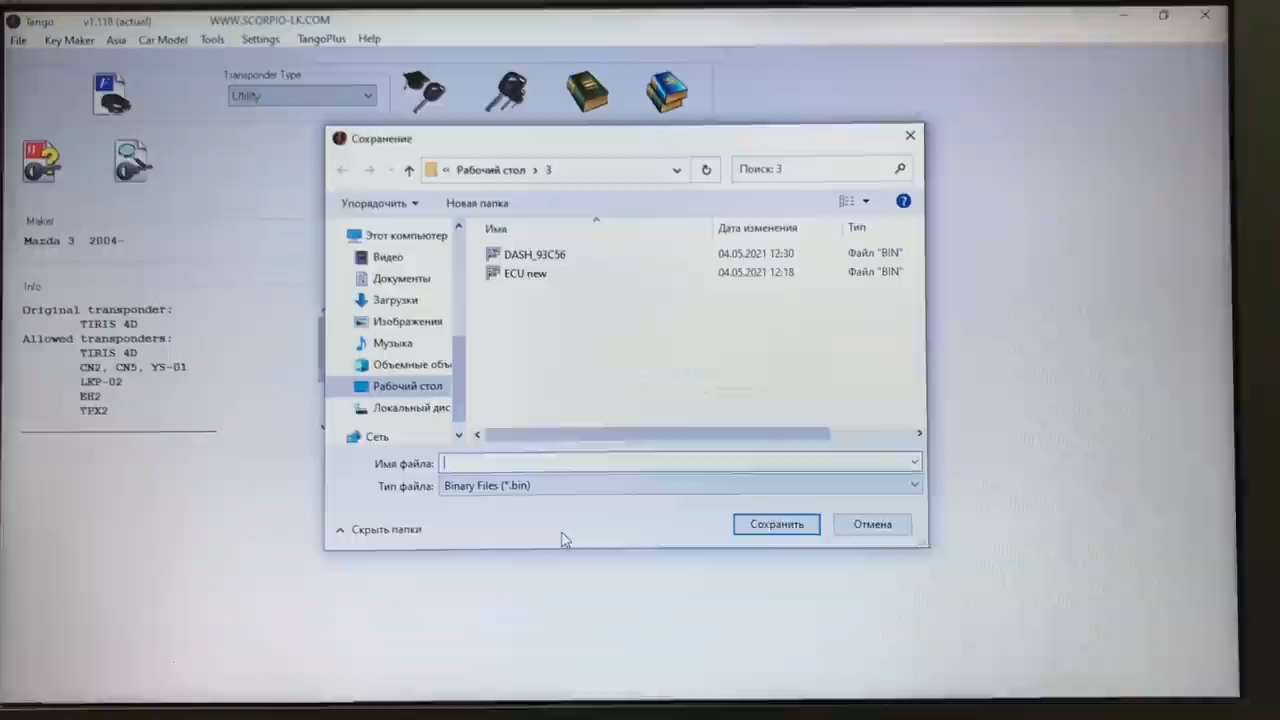 Tango v1.118 (actual) WWW.SCORPIO-LK.COM
File Key Maker Asia Car Model Tools Settings TangoPlus Help
Transponder Type
Utility
Maker
Mazda 3 2004-
Info
Original transponder:
TIRIS 4D
Allowed transponders:
TIRIS 4D
CN2, CN5, YS-01
LKP-02
EH2
TPX2
Сохранение
« Рабочий стол › 3
Поиск: 3
Упорядочить Новая папка
Этот компьютер
Видео
Документы
Загрузки
Изображения
Музыка
Объемные объ
Рабочий стол
Локальный дис
Сеть
Имя Дата изменения Тип
DASH_93C56 04.05.2021 12:30 Файл "BIN"
ECU new 04.05.2021 12:18 Файл "BIN"
Имя файла:
Тип файла: Binary Files (*.bin)
Скрыть папки
Сохранить Отмена